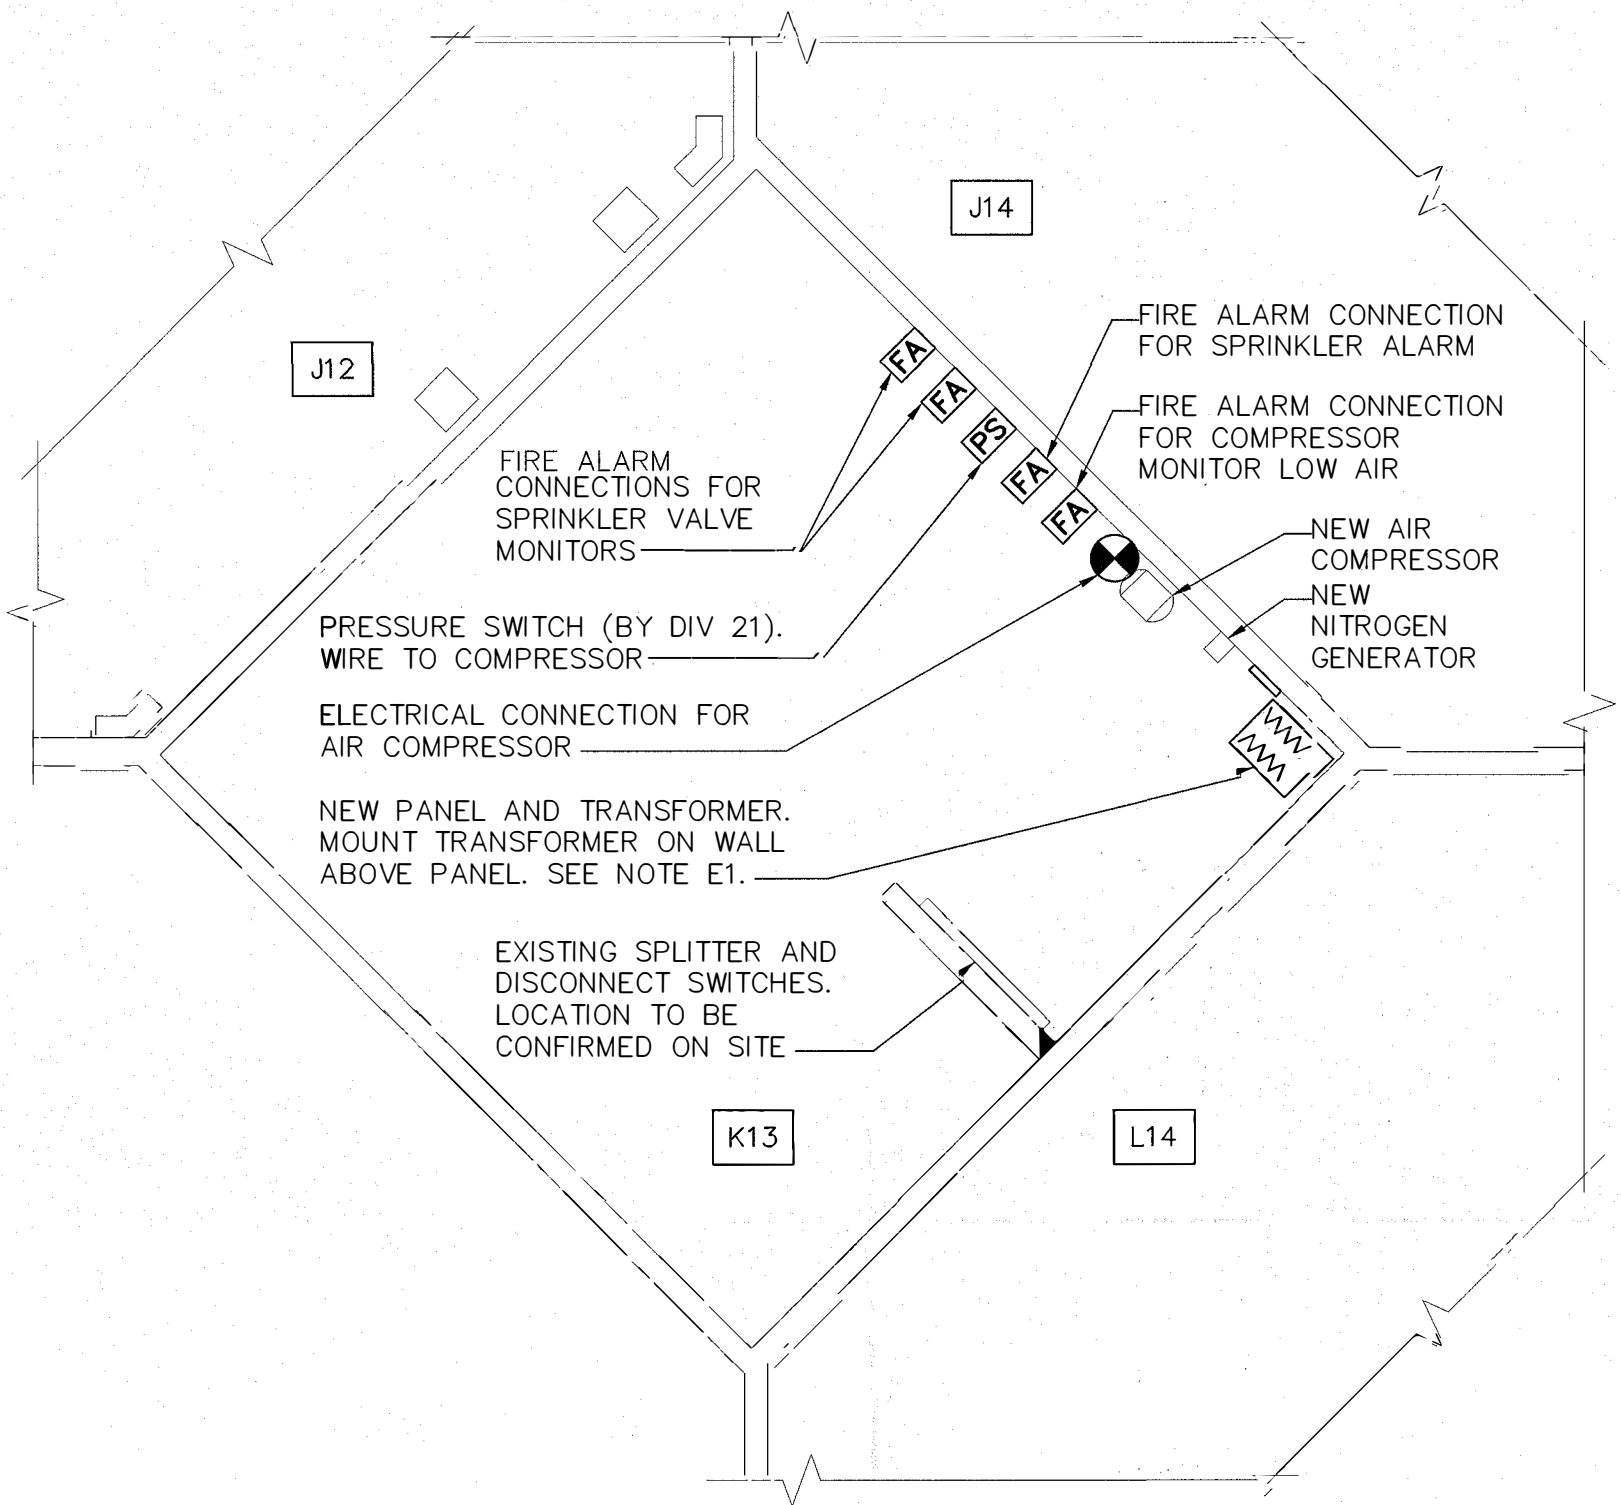 J14
J12
FIRE ALARM CONNECTION
FOR SPRINKLER ALARM
FIRE ALARM CONNECTION
FOR COMPRESSOR
MONITOR LOW AIR
FA
FA
PS
FA
FA
FIRE ALARM
CONNECTIONS FOR
SPRINKLER VALVE
MONITORS
NEW AIR
COMPRESSOR
NEW
NITROGEN
GENERATOR
PRESSURE SWITCH (BY DIV 21).
WIRE TO COMPRESSOR
ELECTRICAL CONNECTION FOR
AIR COMPRESSOR
NEW PANEL AND TRANSFORMER.
MOUNT TRANSFORMER ON WALL
ABOVE PANEL. SEE NOTE E1.
EXISTING SPLITTER AND
DISCONNECT SWITCHES.
LOCATION TO BE
CONFIRMED ON SITE
K13
L14